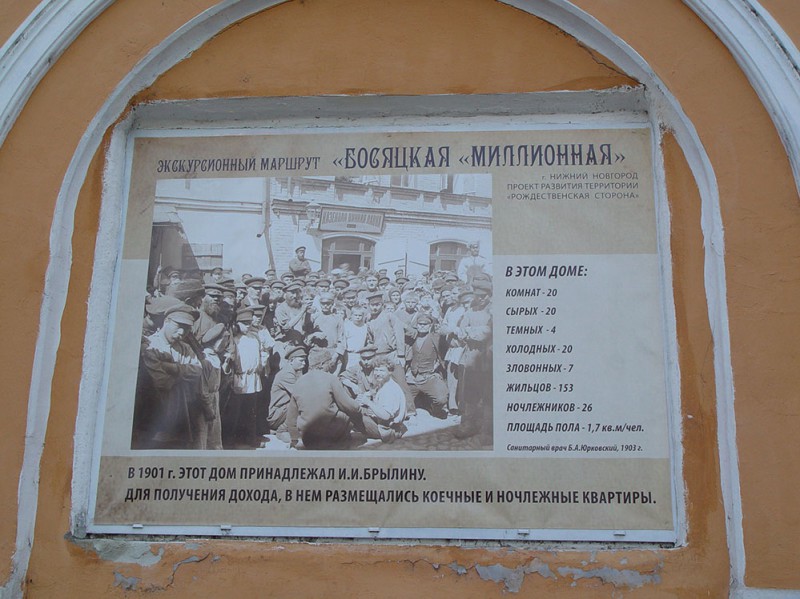 ЭКСКУРСИОННЫЙ МАРШРУТ «БОСЯЦКАЯ «МИЛЛИОННАЯ»
г. НИЖНИЙ НОВГОРОД
ПРОЕКТ РАЗВИТИЯ ТЕРРИТОРИИ
«РОЖДЕСТВЕНСКАЯ СТОРОНА»
В ЭТОМ ДОМЕ:
КОМНАТ - 20
СЫРЫХ - 20
ТЕМНЫХ - 4
ХОЛОДНЫХ - 20
ЗЛОВОННЫХ - 7
ЖИЛЬЦОВ - 153
НОЧЛЕЖНИКОВ - 26
ПЛОЩАДЬ ПОЛА - 1,7 кв.м/чел.
Санитарный врач Б.А.Юрковский, 1903 г.
В 1901 г. ЭТОТ ДОМ ПРИНАДЛЕЖАЛ И.И.БРЫЛИНУ.
ДЛЯ ПОЛУЧЕНИЯ ДОХОДА, В НЕМ РАЗМЕЩАЛИСЬ КОЕЧНЫЕ И НОЧЛЕЖНЫЕ КВАРТИРЫ.